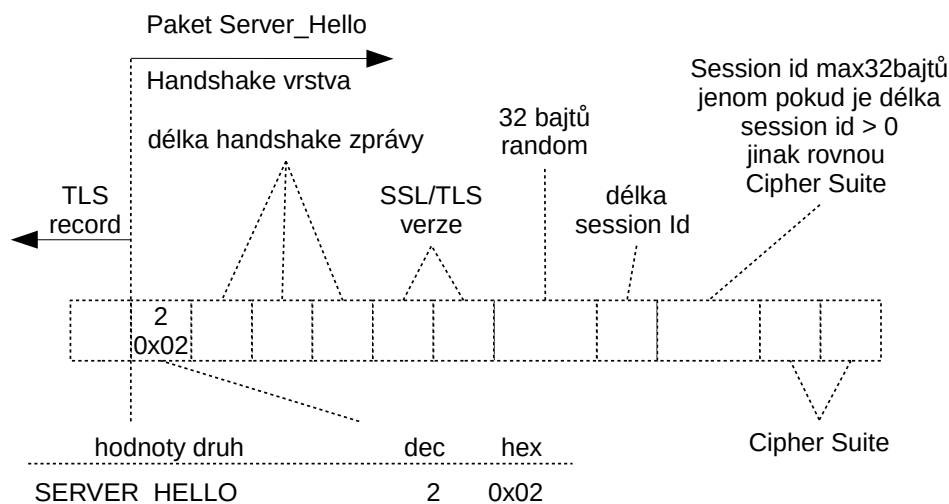 Paket Server_Hello
Handshake vrstva
délka handshake zprávy
TLS
record
SSL/TLS
verze
32 bajtů
random
délka
session Id
Session id max32bajtů
jenom pokud je délka
session id > 0
jinak rovnou
Cipher Suite
2
0x02
Cipher Suite
hodnoty druh dec hex
SERVER_HELLO 2 0x02